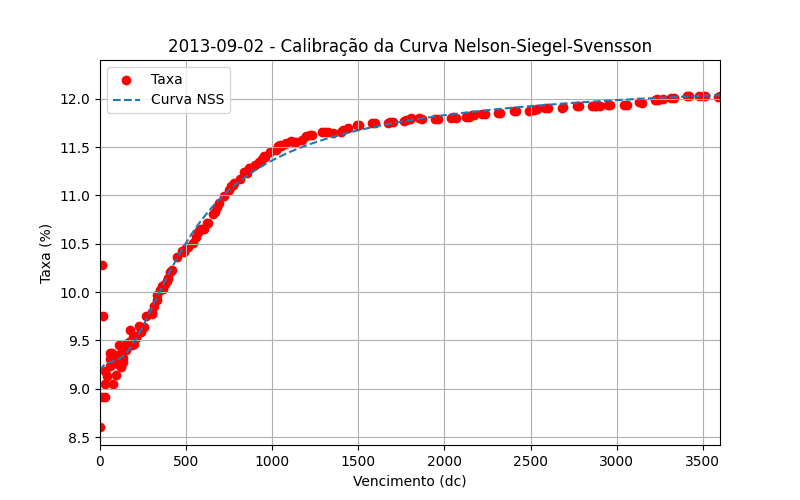 2013-09-02 - Calibração da Curva Nelson-Siegel-Svensson
Taxa
Curva NSS
Taxa (%)
12.0
11.5
11.0
10.5
10.0
9.5
9.0
8.5
0 500 1000 1500 2000 2500 3000 3500
Vencimento (dc)